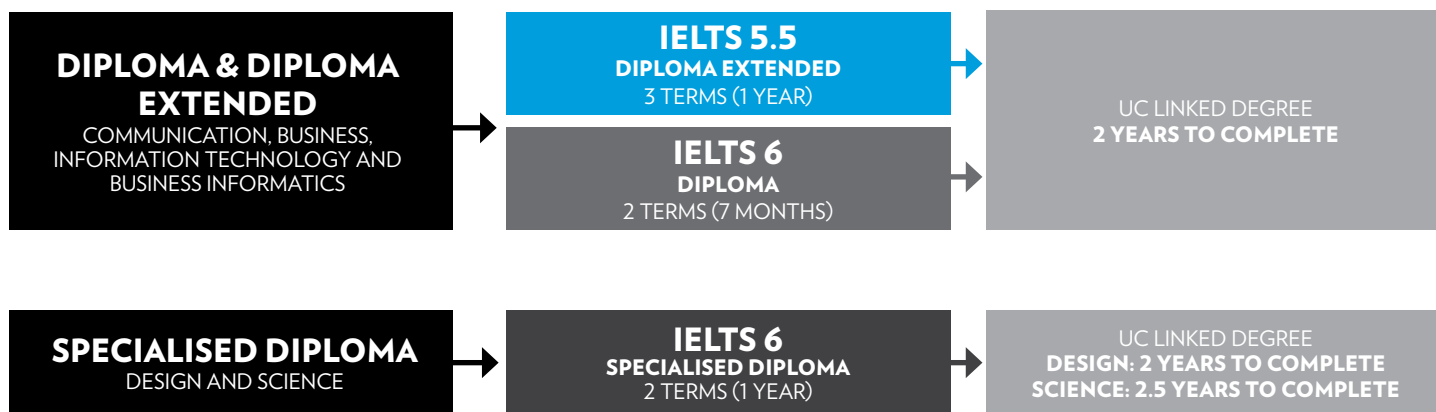 DIPLOMA & DIPLOMA
EXTENDED
COMMUNICATION, BUSINESS,
INFORMATION TECHNOLOGY AND
BUSINESS INFORMATICS
IELTS 5.5
DIPLOMA EXTENDED
3 TERMS (1 YEAR)
IELTS 6
DIPLOMA
2 TERMS (7 MONTHS)
UC LINKED DEGREE
2 YEARS TO COMPLETE
SPECIALISED DIPLOMA
DESIGN AND SCIENCE
IELTS 6
SPECIALISED DIPLOMA
2 TERMS (1 YEAR)
UC LINKED DEGREE
DESIGN: 2 YEARS TO COMPLETE
SCIENCE: 2.5 YEARS TO COMPLETE